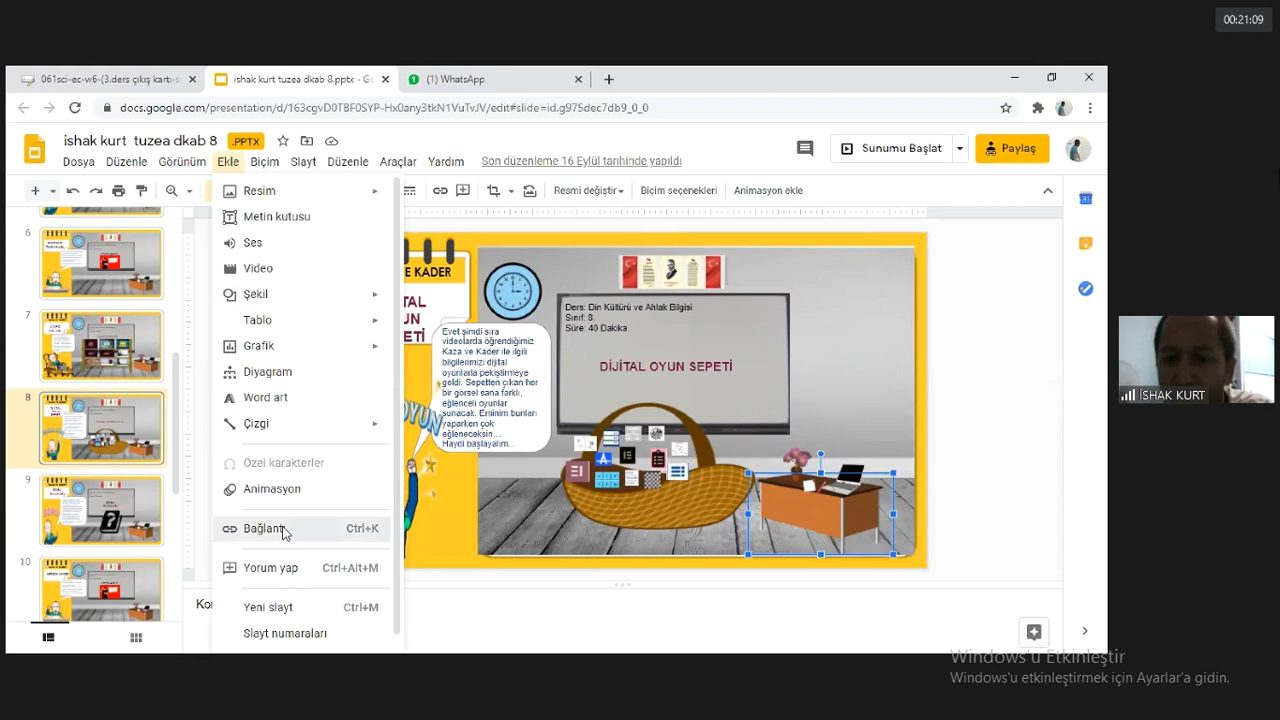 00:21:09
061sci-ec-w6-(3.ders çıkış kartı-s
ishak kurt tuzea dkab 8.pptx - Go
(1) WhatsApp
docs.google.com/presentation/d/163cgvD0TBF0SYP-Hx0any3tkN1VuTvJV/edit#slide=id.g975dec7db9_0_0
ishak kurt tuzea dkab 8 .PPTX
Sunumu Başlat
Paylaş
Dosya Düzenle Görünüm Ekle Biçim Slayt Düzenle Araçlar Yardım Son düzenleme 16 Eylül tarihinde yapıldı
Resmi değiştir Biçim seçenekleri Animasyon ekle
Resim
Metin kutusu
Ses
Video
Şekil
Tablo
Grafik
Diyagram
Word art
Çizgi
Özel karakterler
Animasyon
Bağlantı Ctrl+K
Yorum yap Ctrl+Alt+M
Yeni slayt Ctrl+M
Slayt numaraları
6
7
8
9
10
E KADER
TAL
UN
ETİ
Evet şimdi sıra
videolarda öğrendiğimiz
Kaza ve Kader ile ilgili
bilgilerimizi dijital
oyunlarla pekiştirmeye
geldi. Sepetten çıkan her
bir görsel sana farklı,
eğlenceli oyunlar
sunacak. Eminim bunları
yaparken çok
eğleneceksin...
Haydi başlayalım...
OYUN
Ders: Din Kültürü ve Ahlak Bilgisi
Sınıf: 8.
Süre: 40 Dakika
DİJİTAL OYUN SEPETİ
Ko
İSHAK KURT
Windows'u Etkinleştir
Windows'u etkinleştirmek için Ayarlar'a gidin.